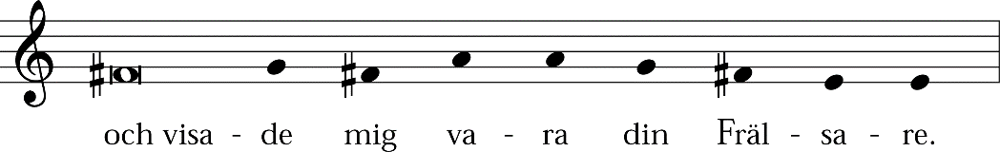 och visa - de mig va - ra din Fräl - sa - re.